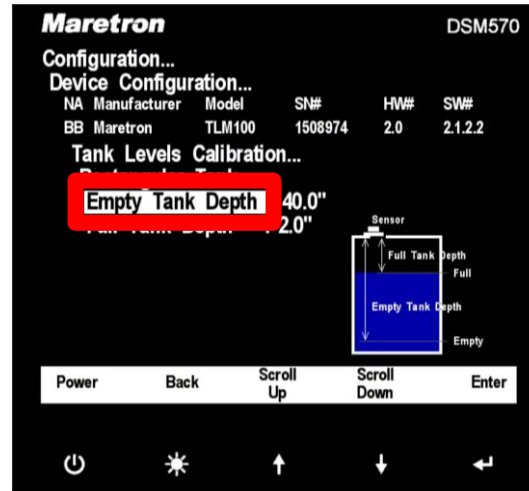 Maretron DSM570
Configuration...
Device Configuration...
NA Manufacturer Model SN# HW# SW#
BB Maretron TLM100 1508974 2.0 2.1.2.2
Tank Levels Calibration...
Empty Tank Depth 40.0"
2.0"
Sensor
Full Tank Depth
Full
Empty Tank Depth
Empty
Power Back Scroll Up Scroll Down Enter